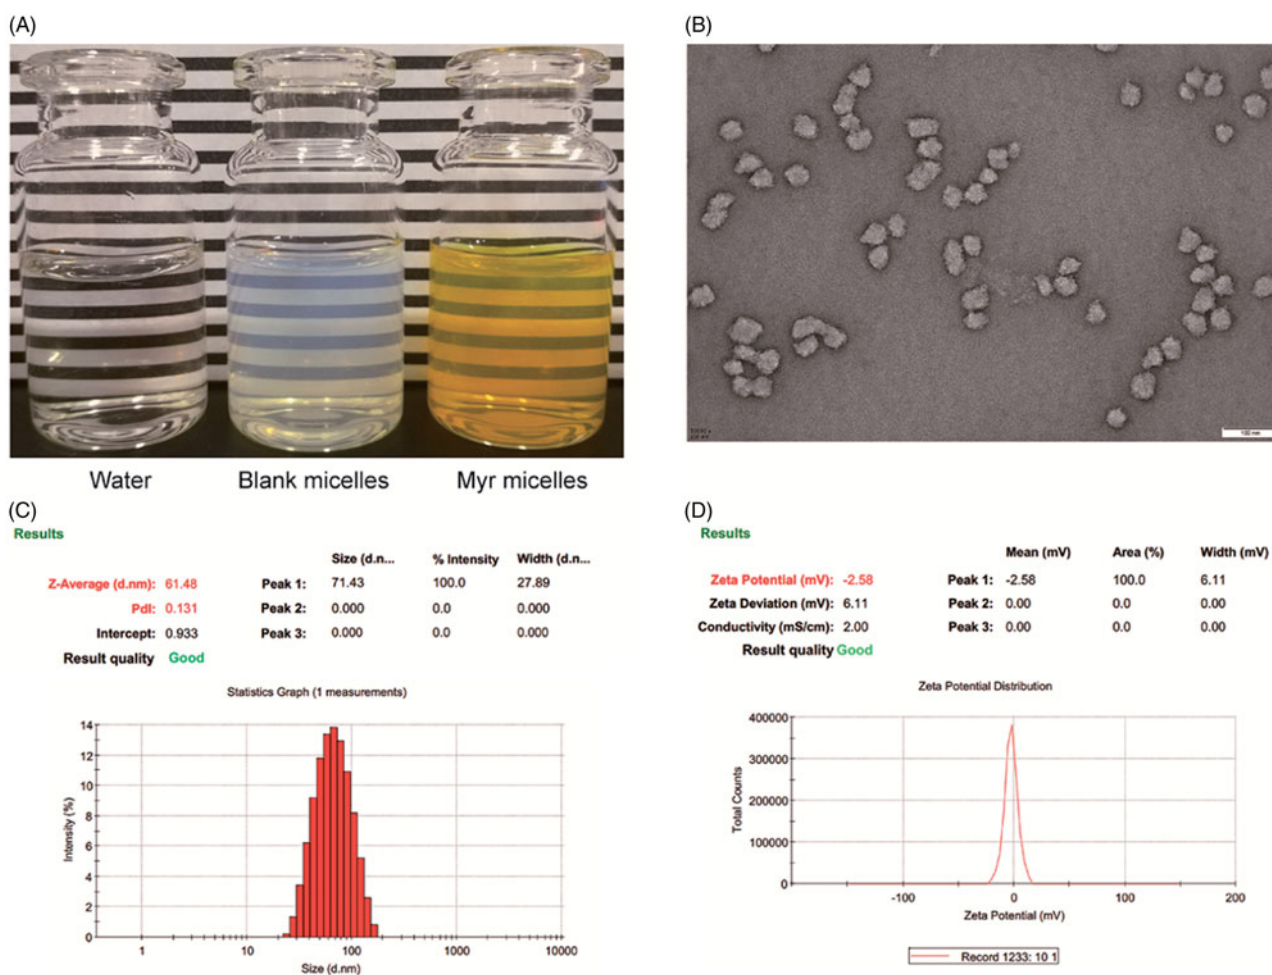 (A)
(B)
Water Blank micelles Myr micelles
100 nm
(C)
Results
Size (d.n... % Intensity Width (d.n...
Z-Average (d.nm): 61.48 Peak 1: 71.43 100.0 27.89
PdI: 0.131 Peak 2: 0.000 0.0 0.000
Intercept: 0.933 Peak 3: 0.000 0.0 0.000
Result quality Good
Statistics Graph (1 measurements)
Intensity (%)
14
12
10
8
6
4
2
0
1 10 100 1000 10000
Size (d.nm)
(D)
Results
Mean (mV) Area (%) Width (mV)
Zeta Potential (mV): -2.58 Peak 1: -2.58 100.0 6.11
Zeta Deviation (mV): 6.11 Peak 2: 0.00 0.0 0.00
Conductivity (mS/cm): 2.00 Peak 3: 0.00 0.0 0.00
Result quality Good
Zeta Potential Distribution
Total Counts
400000
300000
200000
100000
0
-100 0 100 200
Zeta Potential (mV)
Record 1233: 10 1